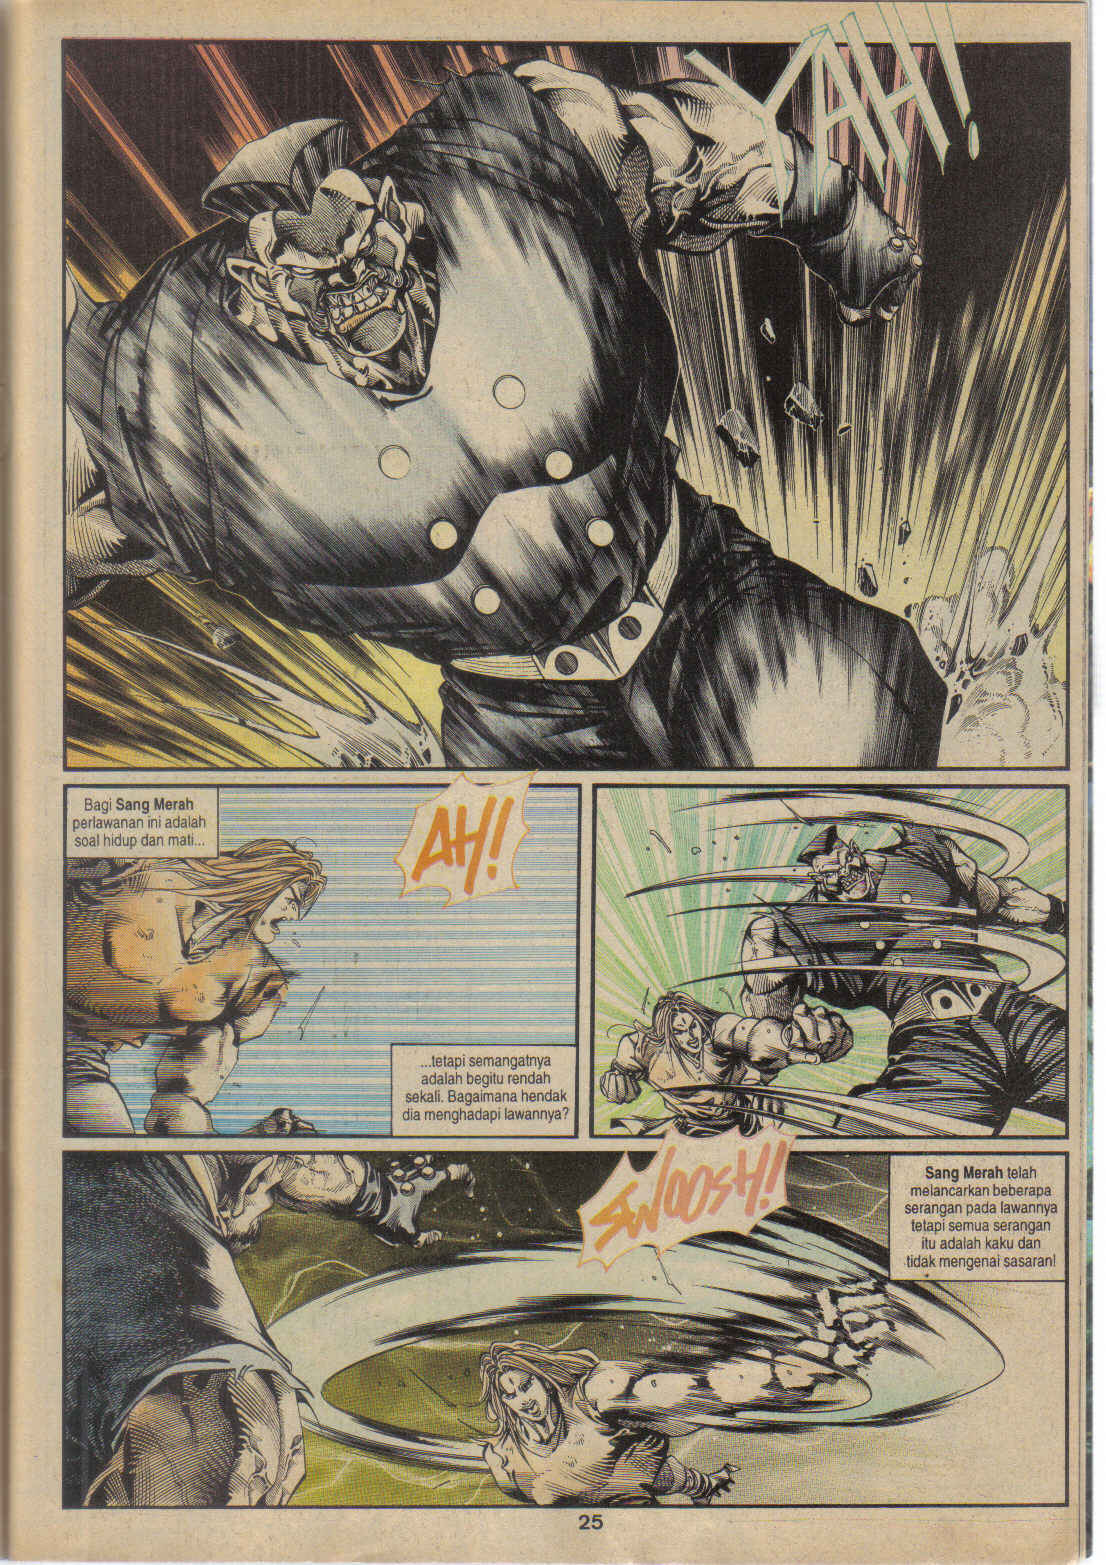 YAH!
Bagi Sang Merah
perlawanan ini adalah
soal hidup dan mati...
AH!
...tetapi semangatnya
adalah begitu rendah
sekali. Bagaimana hendak
dia menghadapi lawannya?
SWOOSH!
Sang Merah telah
melancarkan beberapa
serangan pada lawannya
tetapi semua serangan
itu adalah kaku dan
tidak mengenai sasaran!
25